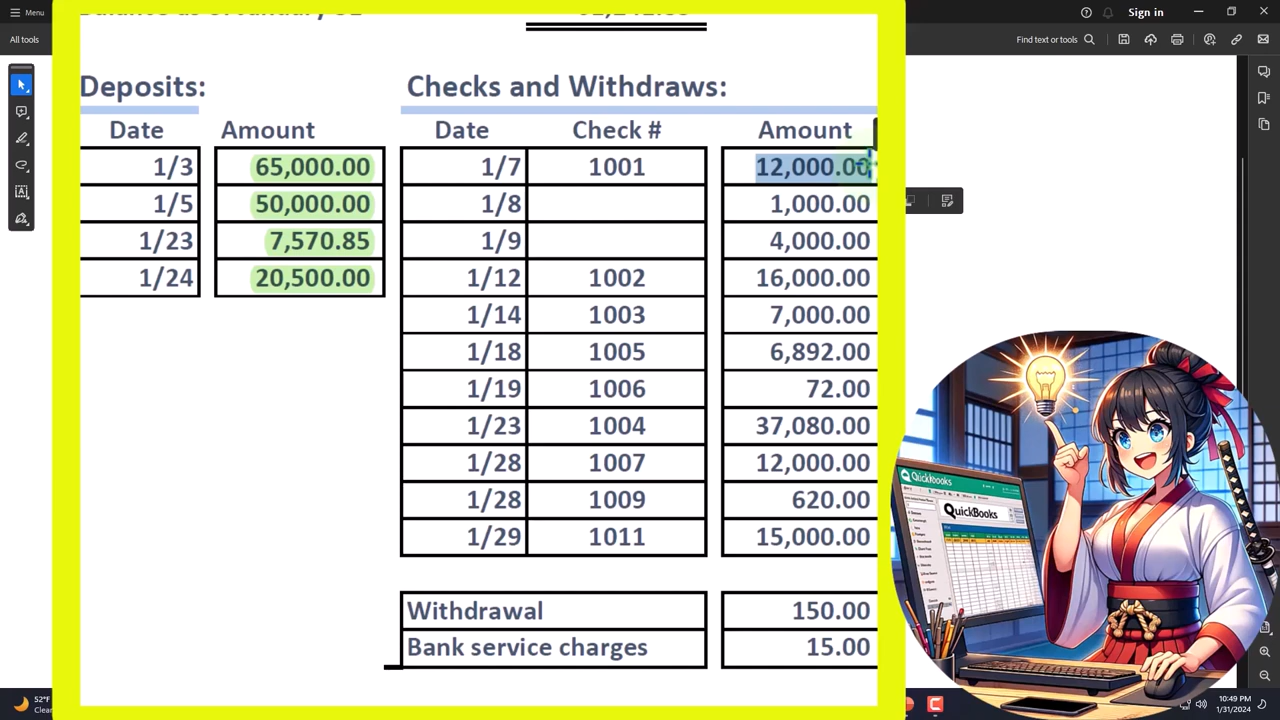 Menu
Sign in
All tools
Find text or tools
Deposits:
Checks and Withdraws:
Date Amount
Date Check # Amount
1/3 65,000.00
1/5 50,000.00
1/23 7,570.85
1/24 20,500.00
1/7 1001 12,000.00
1/8 1,000.00
1/9 4,000.00
1/12 1002 16,000.00
1/14 1003 7,000.00
1/18 1005 6,892.00
1/19 1006 72.00
1/23 1004 37,080.00
1/28 1007 12,000.00
1/28 1009 620.00
1/29 1011 15,000.00
Withdrawal 150.00
Bank service charges 15.00
QuickBooks
QuickBooks
52°F
10:49 PM
1/31/2024